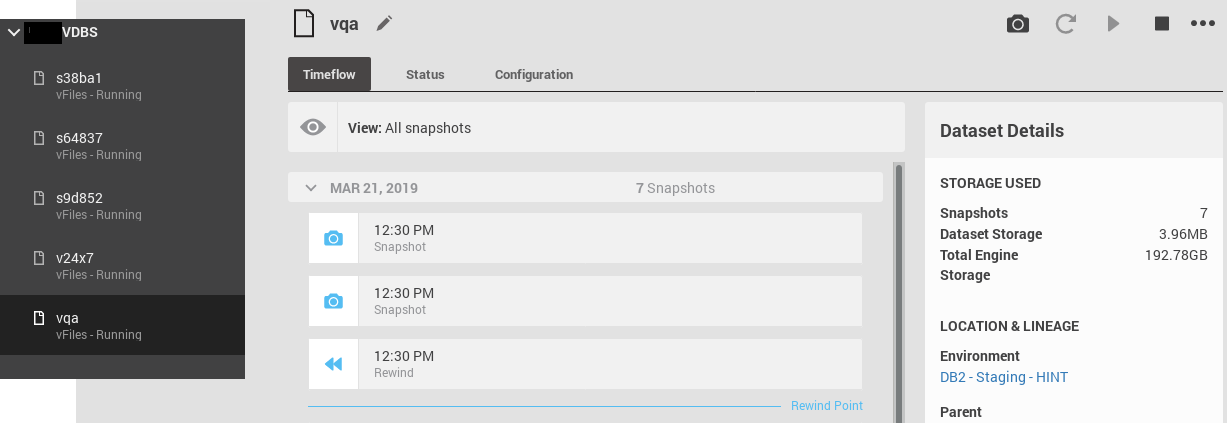 VDBS
s38ba1
vFiles - Running
s64837
vFiles - Running
s9d852
vFiles - Running
v24x7
vFiles - Running
vqa
vFiles - Running
vqa
Timeflow Status Configuration
View: All snapshots
MAR 21, 2019 7 Snapshots
12:30 PM
Snapshot
12:30 PM
Snapshot
12:30 PM
Rewind
Rewind Point
Dataset Details
STORAGE USED
Snapshots 7
Dataset Storage 3.96MB
Total Engine 192.78GB
Storage
LOCATION & LINEAGE
Environment
DB2 - Staging - HINT
Parent